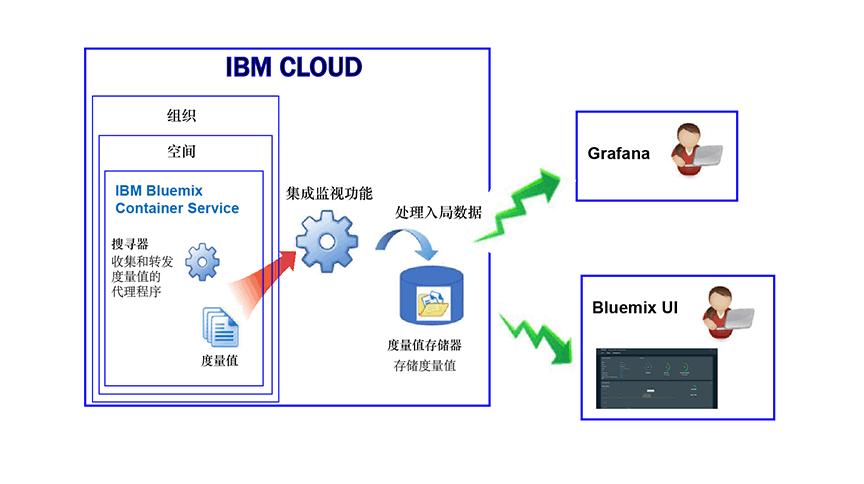 IBM CLOUD
组织
空间
IBM Bluemix
Container Service
搜寻器
收集和转发
度量值的
代理程序
度量值
集成监视功能
处理入局数据
度量值存储器
存储度量值
Grafana
Bluemix UI